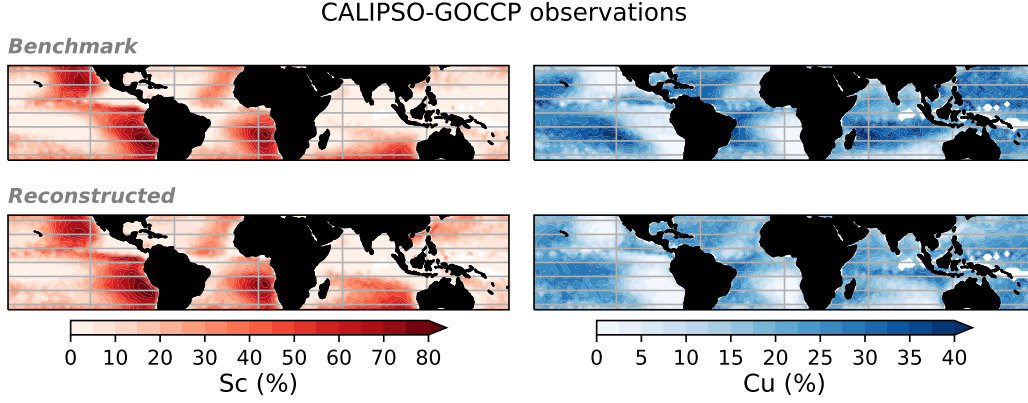 CALIPSO-GOCCP observations
Benchmark
Reconstructed
0 10 20 30 40 50 60 70 80
Sc (%)
0 5 10 15 20 25 30 35 40
Cu (%)